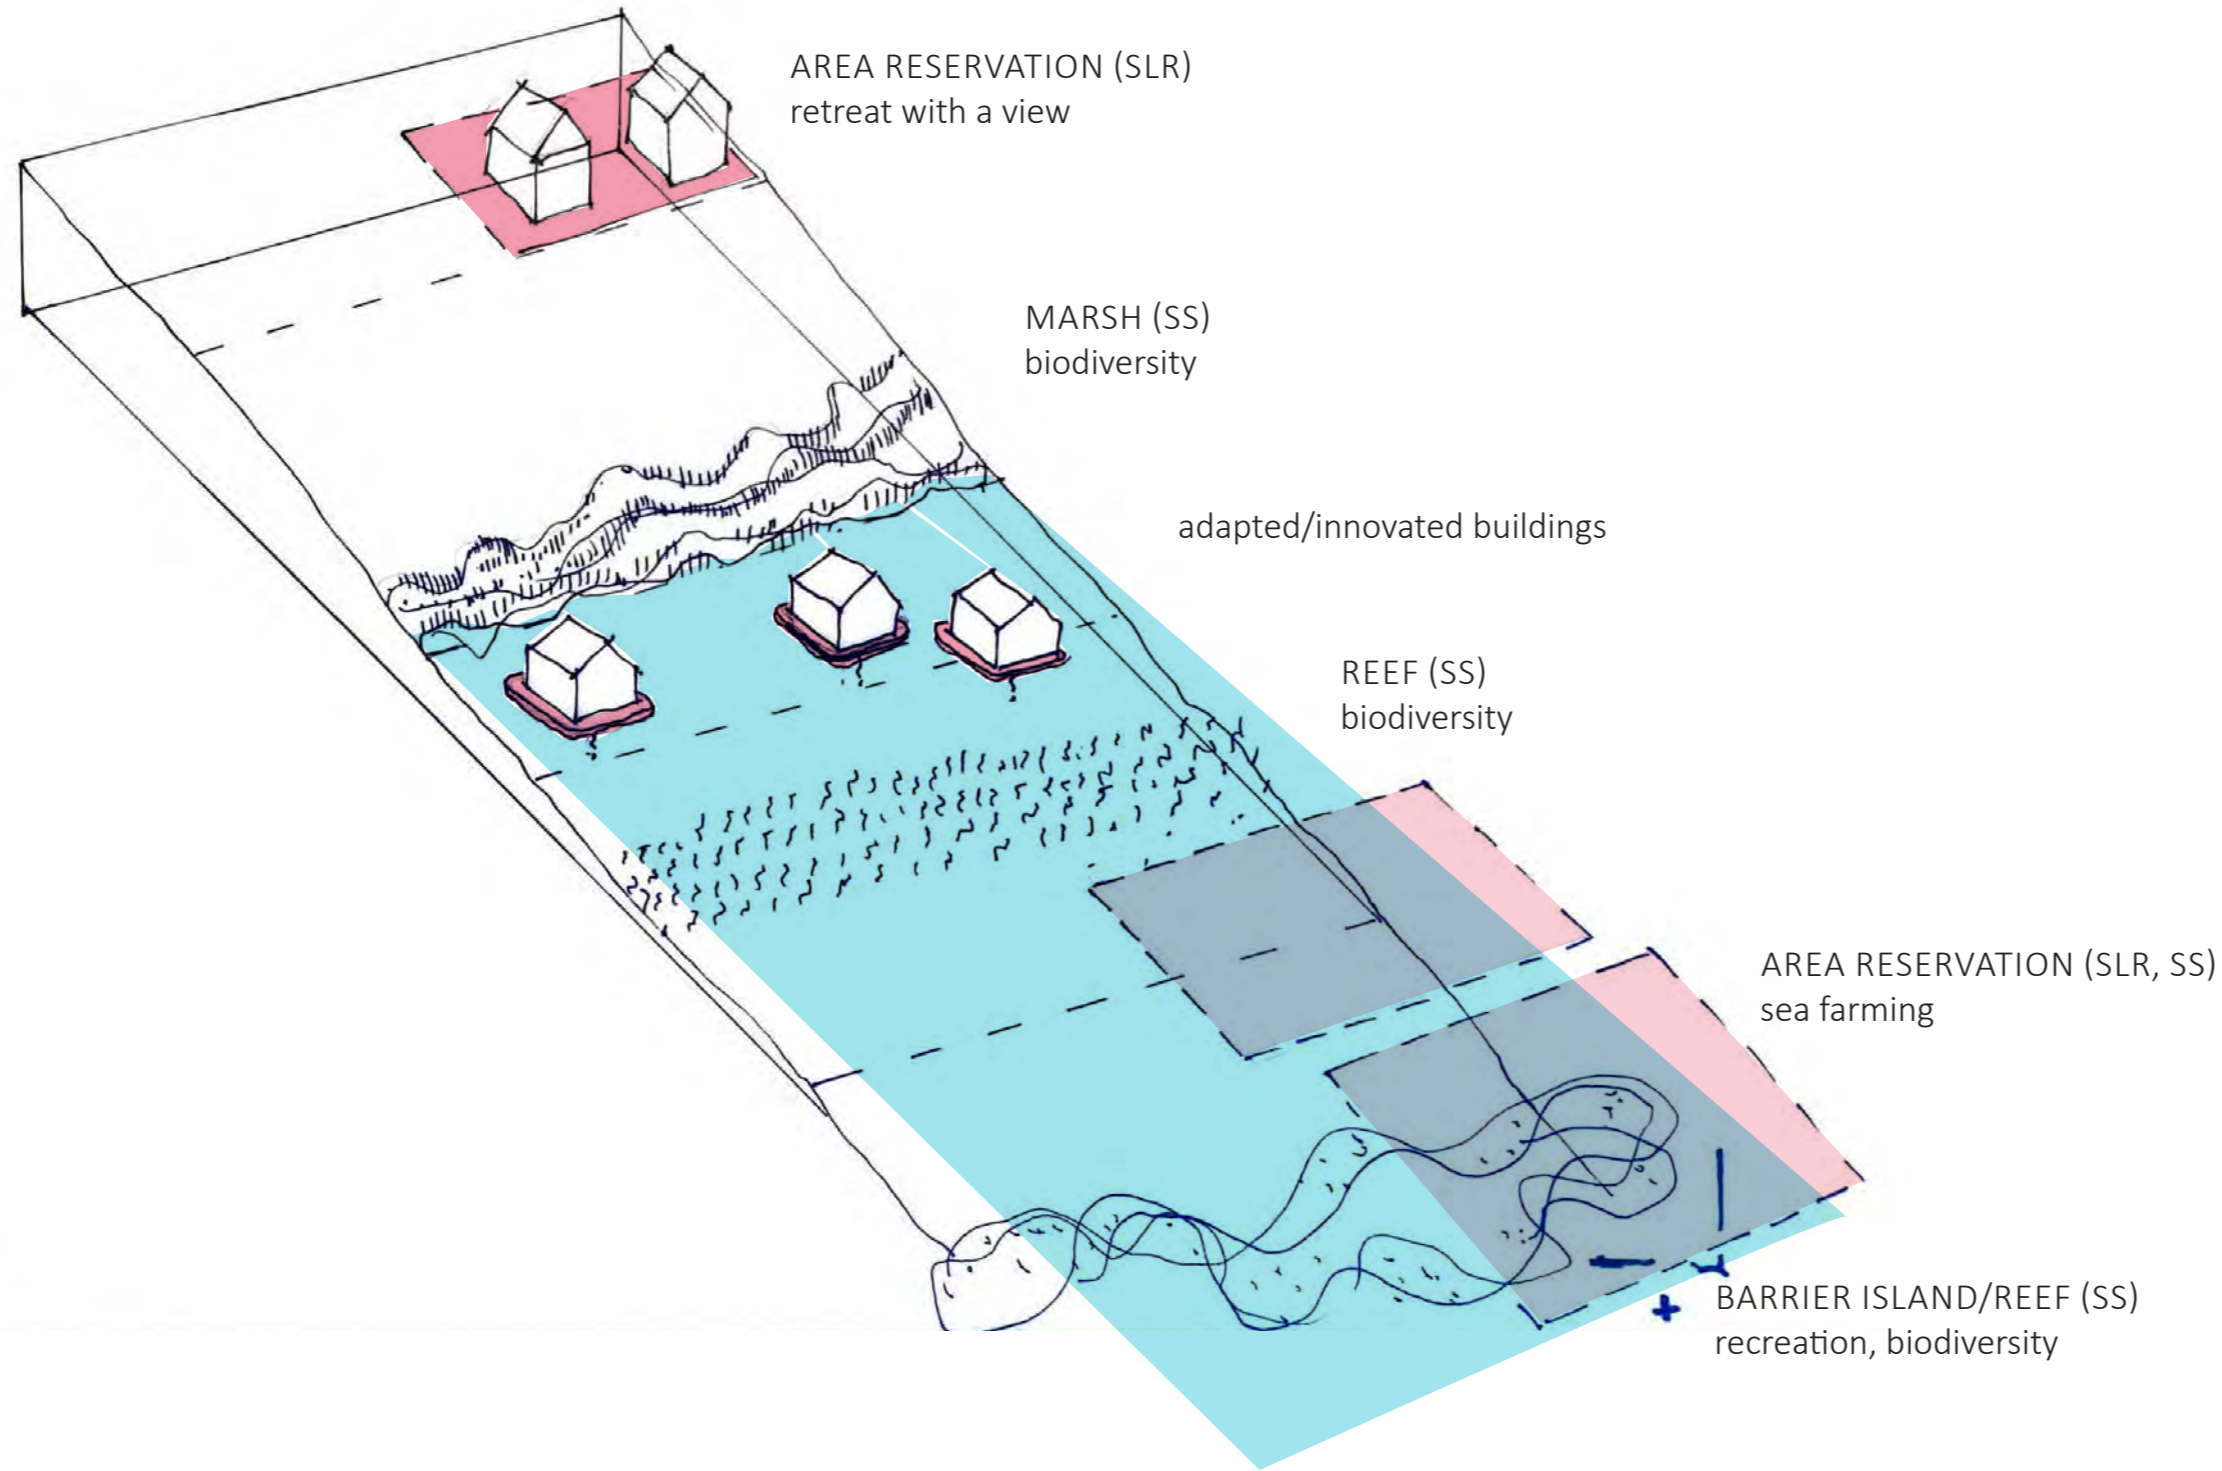 AREA RESERVATION (SLR)
retreat with a view
MARSH (SS)
biodiversity
adapted/innovated buildings
REEF (SS)
biodiversity
AREA RESERVATION (SLR, SS)
sea farming
BARRIER ISLAND/REEF (SS)
recreation, biodiversity